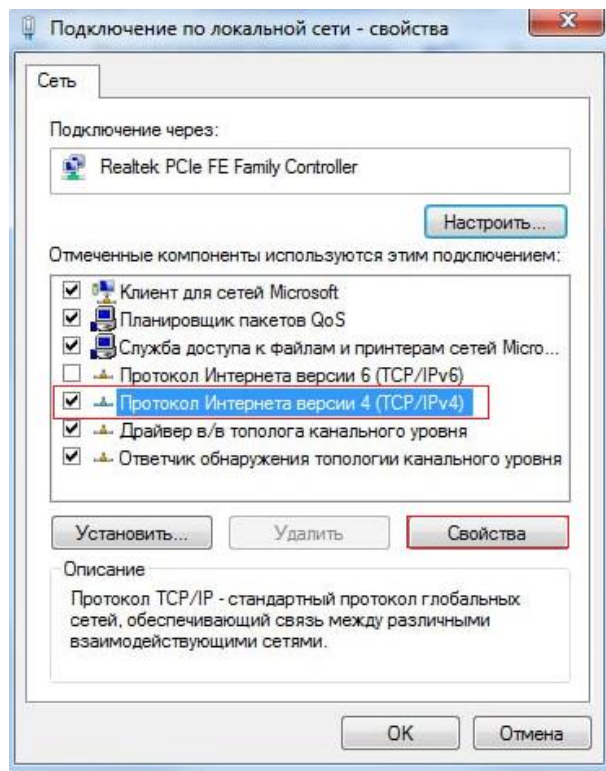 Подключение по локальной сети - свойства
Сеть
Подключение через:
Realtek PCIe FE Family Controller
Настроить...
Отмеченные компоненты используются этим подключением:
Клиент для сетей Microsoft
Планировщик пакетов QoS
Служба доступа к файлам и принтерам сетей Micro...
Протокол Интернета версии 6 (TCP/IPv6)
Протокол Интернета версии 4 (TCP/IPv4)
Драйвер в/в тополога канального уровня
Ответчик обнаружения топологии канального уровня
Установить... Удалить Свойства
Описание
Протокол TCP/IP - стандартный протокол глобальных
сетей, обеспечивающий связь между различными
взаимодействующими сетями.
OK Отмена